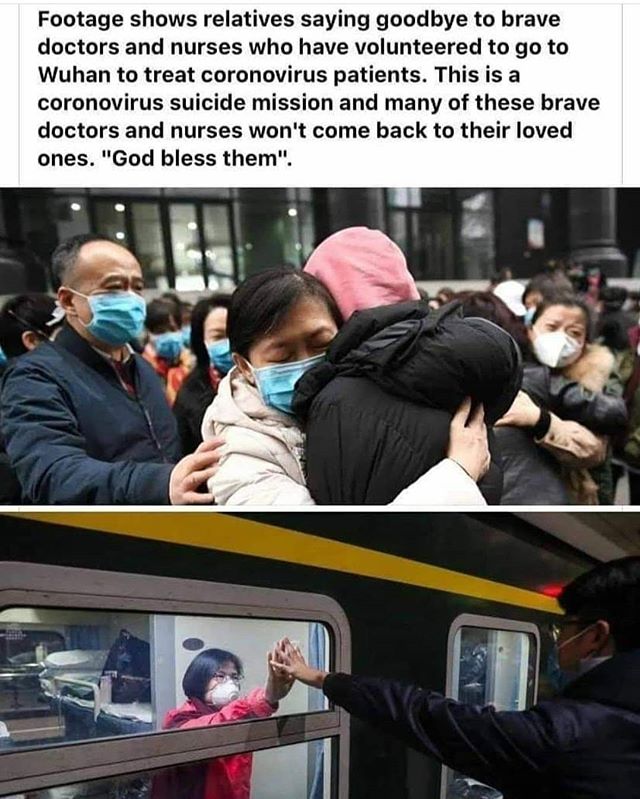 Footage shows relatives saying goodbye to brave
doctors and nurses who have volunteered to go to
Wuhan to treat coronovirus patients. This is a
coronovirus suicide mission and many of these brave
doctors and nurses won't come back to their loved
ones. "God bless them".